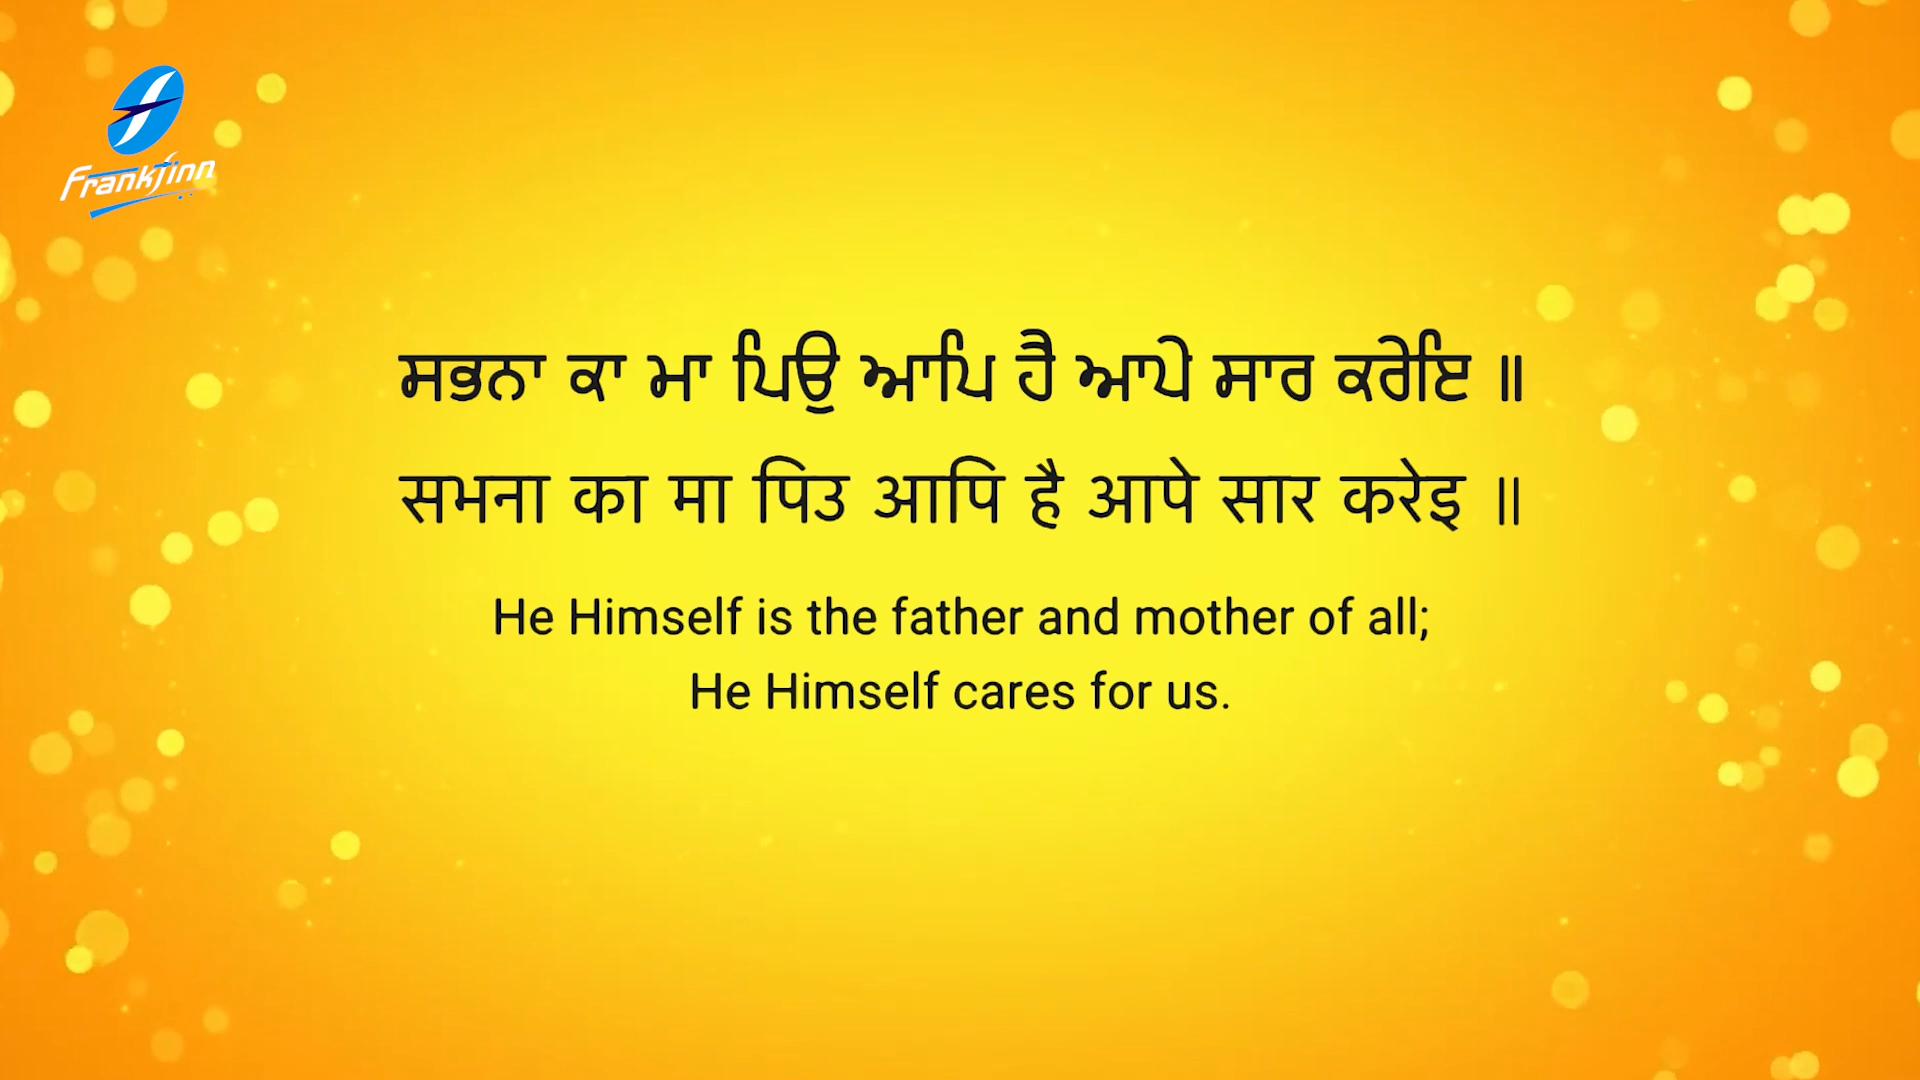 Frankfinn
ਸਭਨਾ ਕਾ ਮਾ ਪਿਉ ਆਪਿ ਹੈ ਆਪੇ ਸਾਰ ਕਰੇਇ ॥
सभना का मा पिउ आपि है आपे सार करेइ ॥
He Himself is the father and mother of all;
He Himself cares for us.